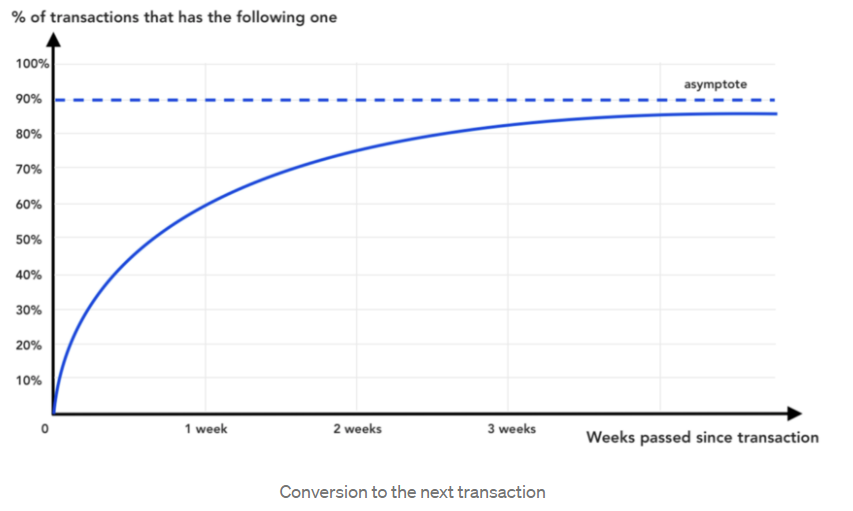 % of transactions that has the following one
100%
asymptote
90%
80%
70%
60%
50%
40%
30%
20%
10%
0
1 week
2 weeks
3 weeks
Weeks passed since transaction
Conversion to the next transaction